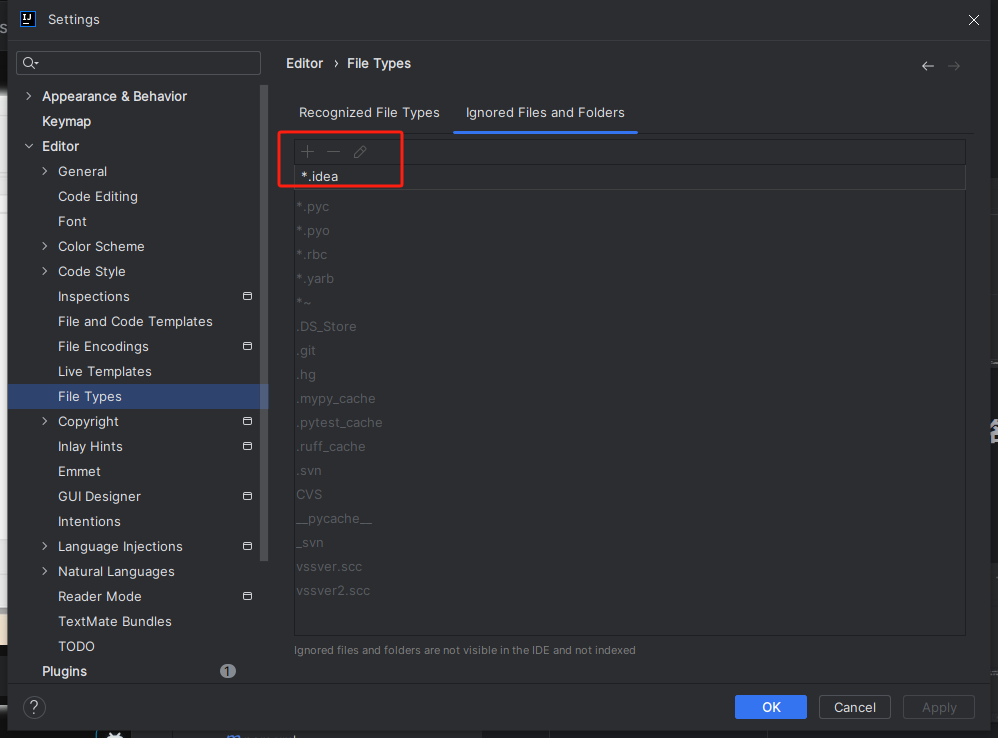 IJ
Settings
Editor › File Types
Recognized File Types
Ignored Files and Folders
Appearance & Behavior
Keymap
Editor
General
Code Editing
Font
Color Scheme
Code Style
Inspections
File and Code Templates
File Encodings
Live Templates
File Types
Copyright
Inlay Hints
Emmet
GUI Designer
Intentions
Language Injections
Natural Languages
Reader Mode
TextMate Bundles
TODO
Plugins 1
*.idea
*.pyc
*.pyo
*.rbc
*.yarb
*~
.DS_Store
.git
.hg
.mypy_cache
.pytest_cache
.ruff_cache
.svn
CVS
__pycache__
_svn
vssver.scc
vssver2.scc
Ignored files and folders are not visible in the IDE and not indexed
?
OK
Cancel
Apply